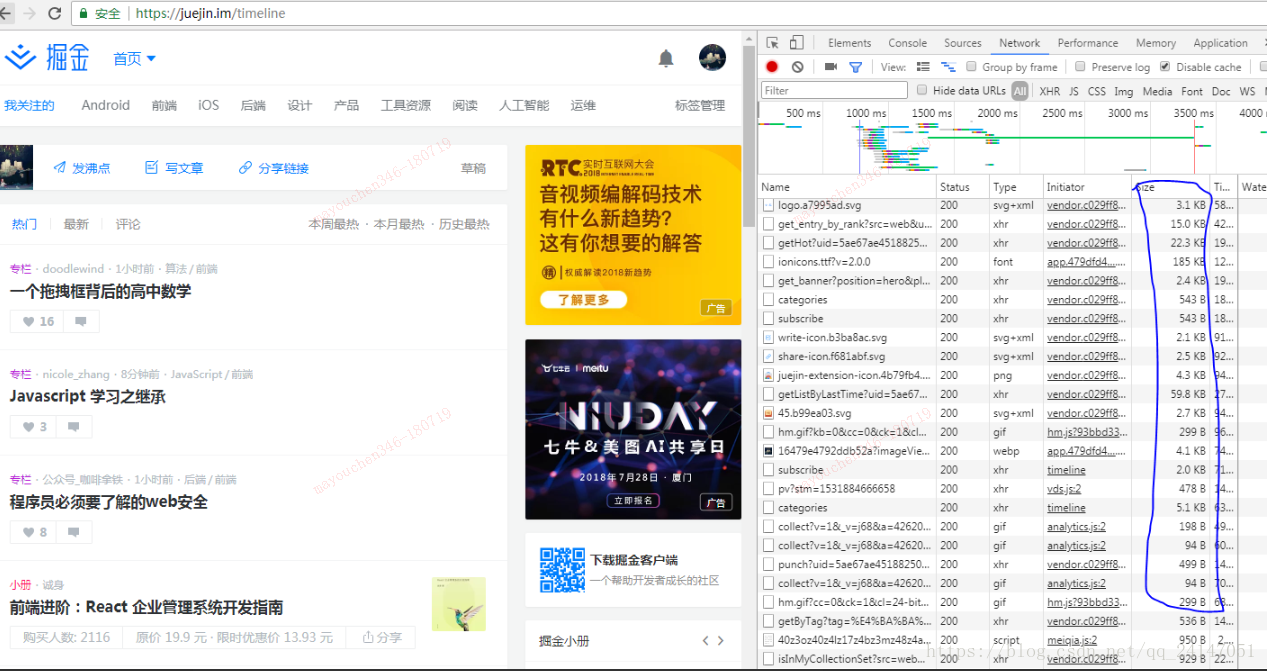 安全 | https://juejin.im/timeline
掘金 首页
我关注的 Android 前端 iOS 后端 设计 产品 工具资源 阅读 人工智能 运维 标签管理
发沸点 写文章 分享链接 草稿
热门 最新 评论 本周最热 · 本月最热 · 历史最热
专栏 · doodlewind · 1小时前 · 算法 / 前端
一个拖拽框背后的高中数学
16
专栏 · nicole_zhang · 8分钟前 · JavaScript / 前端
Javascript 学习之继承
3
专栏 · 公众号_咖啡拿铁 · 1小时前 · 后端 / 前端
程序员必须要了解的web安全
8
小册 · 诚身
前端进阶：React 企业管理系统开发指南
购买人数: 2116 原价 19.9 元 · 限时优惠价 13.93 元 分享
RTC 2018 实时互联网大会
RTC.2018.INTERNET.CONF.
音视频编解码技术
有什么新趋势?
这有你想要的解答
权威解读2018新趋势
了解更多
广告
七牛云 | meitu
NIUDAY
七牛&美图AI共享日
2018年7月28日 · 厦门
立即报名
广告
下载掘金客户端
一个帮助开发者成长的社区
掘金小册
Elements Console Sources Network Performance Memory Application
View: Group by frame Preserve log Disable cache
Filter Hide data URLs All XHR JS CSS Img Media Font Doc WS
500 ms 1000 ms 1500 ms 2000 ms 2500 ms 3000 ms 3500 ms 4000
Name Status Type Initiator Size Ti... Wate
logo.a7995ad.svg 200 svg+xml vendor.c029ff8... 3.1 KB 58...
get_entry_by_rank?src=web&u... 200 xhr vendor.c029ff8... 15.0 KB 42...
getHot?uid=5ae67ae4518825... 200 xhr vendor.c029ff8... 22.3 KB 19...
ionicons.ttf?v=2.0.0 200 font app.479dfd4... 185 KB 12...
get_banner?position=hero&pl... 200 xhr vendor.c029ff8... 2.4 KB 19...
categories 200 xhr vendor.c029ff8... 543 B 18...
subscribe 200 xhr vendor.c029ff8... 543 B 18...
write-icon.b3ba8ac.svg 200 svg+xml vendor.c029ff8... 2.1 KB 91...
share-icon.f681abf.svg 200 svg+xml vendor.c029ff8... 2.5 KB 92...
juejin-extension-icon.4b79fb4... 200 png vendor.c029ff8... 4.3 KB 94...
getListByLastTime?uid=5ae67... 200 xhr vendor.c029ff8... 59.8 KB 27...
45.b99ea03.svg 200 svg+xml vendor.c029ff8... 2.7 KB 94...
hm.gif?kb=0&cc=0&ck=1&cl... 200 gif hm.js?93bbd33... 299 B 96...
16479e4792ddb52a?imageVie... 200 webp app.479dfd4... 4.1 KB 74...
subscribe 200 xhr timeline 2.0 KB 71...
pv?stm=1531884666658 200 xhr vds.js:2 478 B 14...
categories 200 xhr timeline 5.1 KB 63...
collect?v=1&_v=j68&a=42620... 200 gif analytics.js:2 198 B 49...
collect?v=1&_v=j68&a=42620... 200 gif analytics.js:2 94 B 60...
punch?uid=5ae67ae45188250... 200 xhr vendor.c029ff8... 499 B 14...
collect?v=1&_v=j68&a=42620... 200 gif analytics.js:2 94 B 70...
hm.gif?cc=0&ck=1&cl=24-bit... 200 gif hm.js?93bbd33... 299 B 68...
getByTag?tag=%E4%BA%BA%... 200 xhr vendor.c029ff8... 536 B 14...
40z3oz40z4lz17z4bz3mz48z4a... 200 script meiqia.js 950 B 2...
isInMyCollectionSet?src=web... 200 xhr vendor.c029ff8... 929 B 22...
mayouchen346-180719
mayouchen346-180719
mayouchen346-180719
mayouchen346-180719
https://blog.csdn.net/qq_24147051